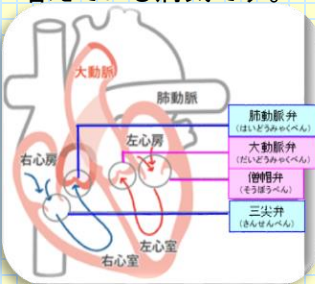 大動脈
肺動脈
左心房
右心房
肺動脈弁
(はいどうみゃくべん)
大動脈弁
(だいどうみゃくべん)
僧帽弁
(そうぼうべん)
三尖弁
(さんせんべん)
左心室
右心室